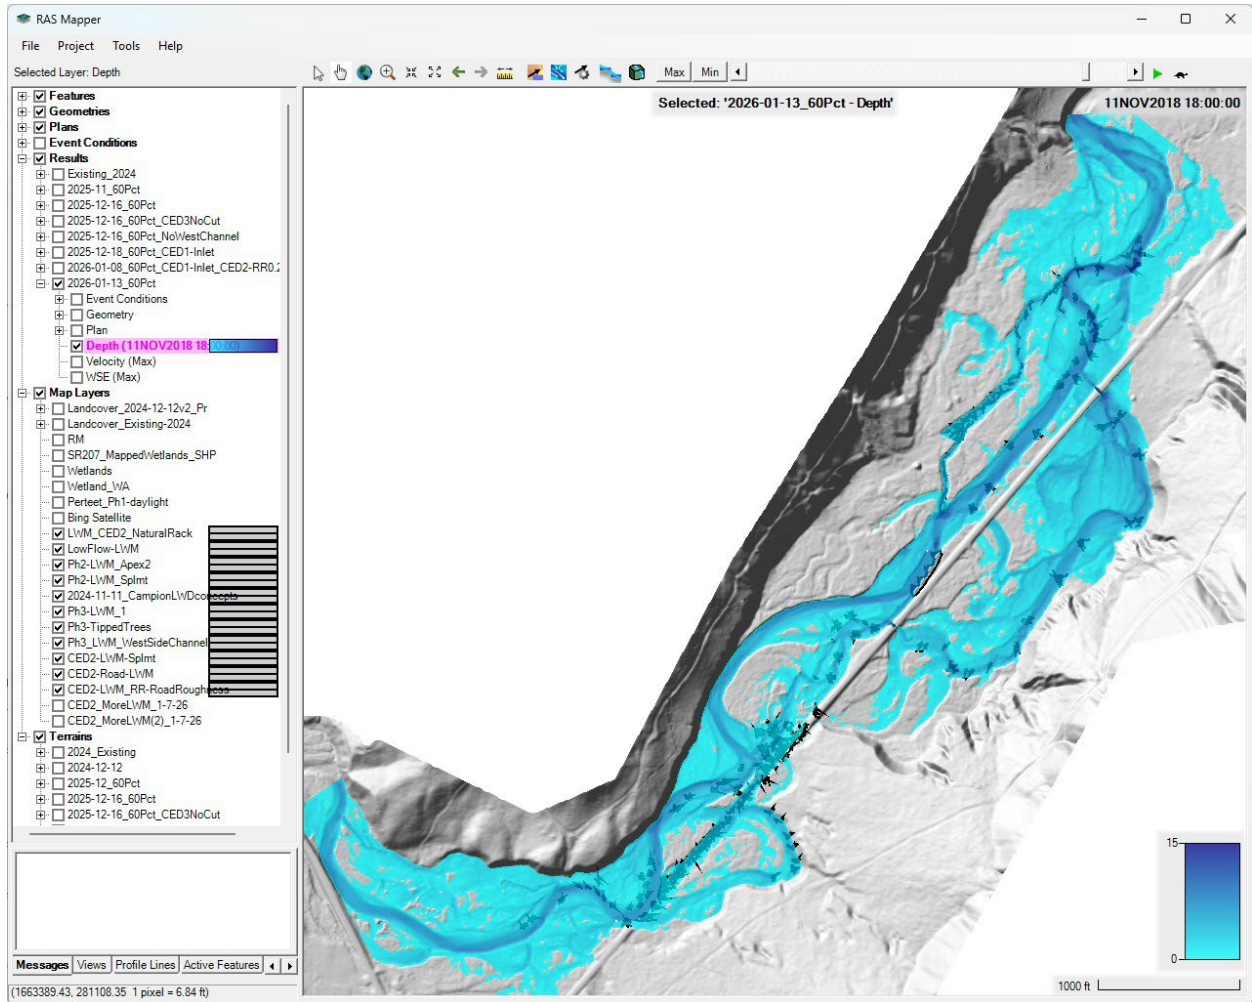 RAS Mapper
File Project Tools Help
Selected Layer: Depth
Max Min
Features
Geometries
Plans
Event Conditions
Results
Existing_2024
2025-11_60Pct
2025-12-16_60Pct
2025-12-16_60Pct_CED3NoCut
2025-12-16_60Pct_NoWestChannel
2025-12-18_60Pct_CED1-Inlet
2026-01-08_60Pct_CED1-Inlet_CED2-RR0.2
2026-01-13_60Pct
Event Conditions
Geometry
Plan
Depth (11NOV2018 18:00:00)
Velocity (Max)
WSE (Max)
Map Layers
Landcover_2024-12-12v2_Pr
Landcover_Existing-2024
RM
SR207_MappedWetlands_SHP
Wetlands
Wetland_WA
Perteet_Ph1-daylight
Bing Satellite
LWM_CED2_NaturalRack
LowFlow-LWM
Ph2-LWM_Apex2
Ph2-LWM_Splmt
2024-11-11_CampionLWDconcepts
Ph3-LWM_1
Ph3-TippedTrees
Ph3_LWM_WestSideChannel
CED2-LWM-Splmt
CED2-Road-LWM
CED2-LWM_RR-RoadRoughness
CED2_MoreLWM_1-7-26
CED2_MoreLWM(2)_1-7-26
Terrains
2024_Existing
2024-12-12
2025-12_60Pct
2025-12-16_60Pct
2025-12-16_60Pct_CED3NoCut
Messages Views Profile Lines Active Features
(1663389.43, 281108.35 1 pixel = 6.84 ft)
Selected: '2026-01-13_60Pct - Depth'
11NOV2018 18:00:00
15
0
1000 ft